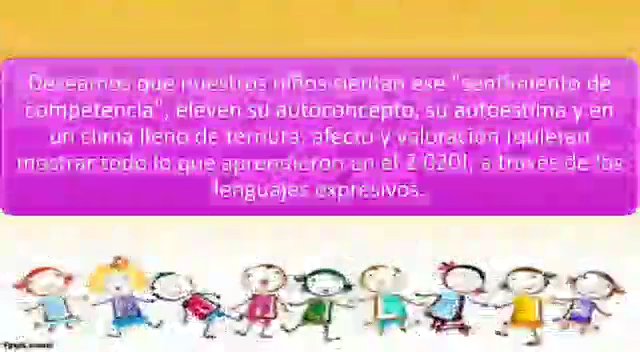 Deseamos que nuestros niños sientan ese "sentimiento de
competencia", eleven su autoconcepto, su autoestima y en
un clima lleno de ternura, afecto y valoración (quieran
mostrar todo lo que aprendieron en el 2 020), a través de los
lenguajes expresivos.